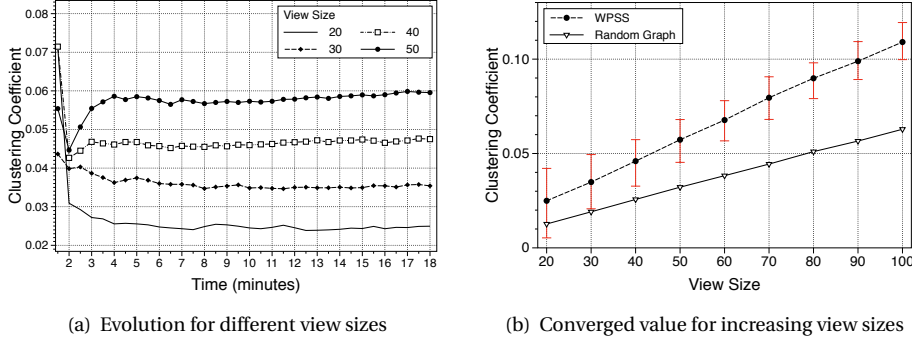 0.08
0.07
0.06
0.05
0.04
0.03
0.02
Clustering Coefficient
View Size
20
40
30
50
2 3 4 5 6 7 8 9 10 11 12 13 14 15 16 17 18
Time (minutes)
(a) Evolution for different view sizes
WPSS
Random Graph
0.10
0.05
0
Clustering Coefficient
20 30 40 50 60 70 80 90 100
View Size
(b) Converged value for increasing view sizes